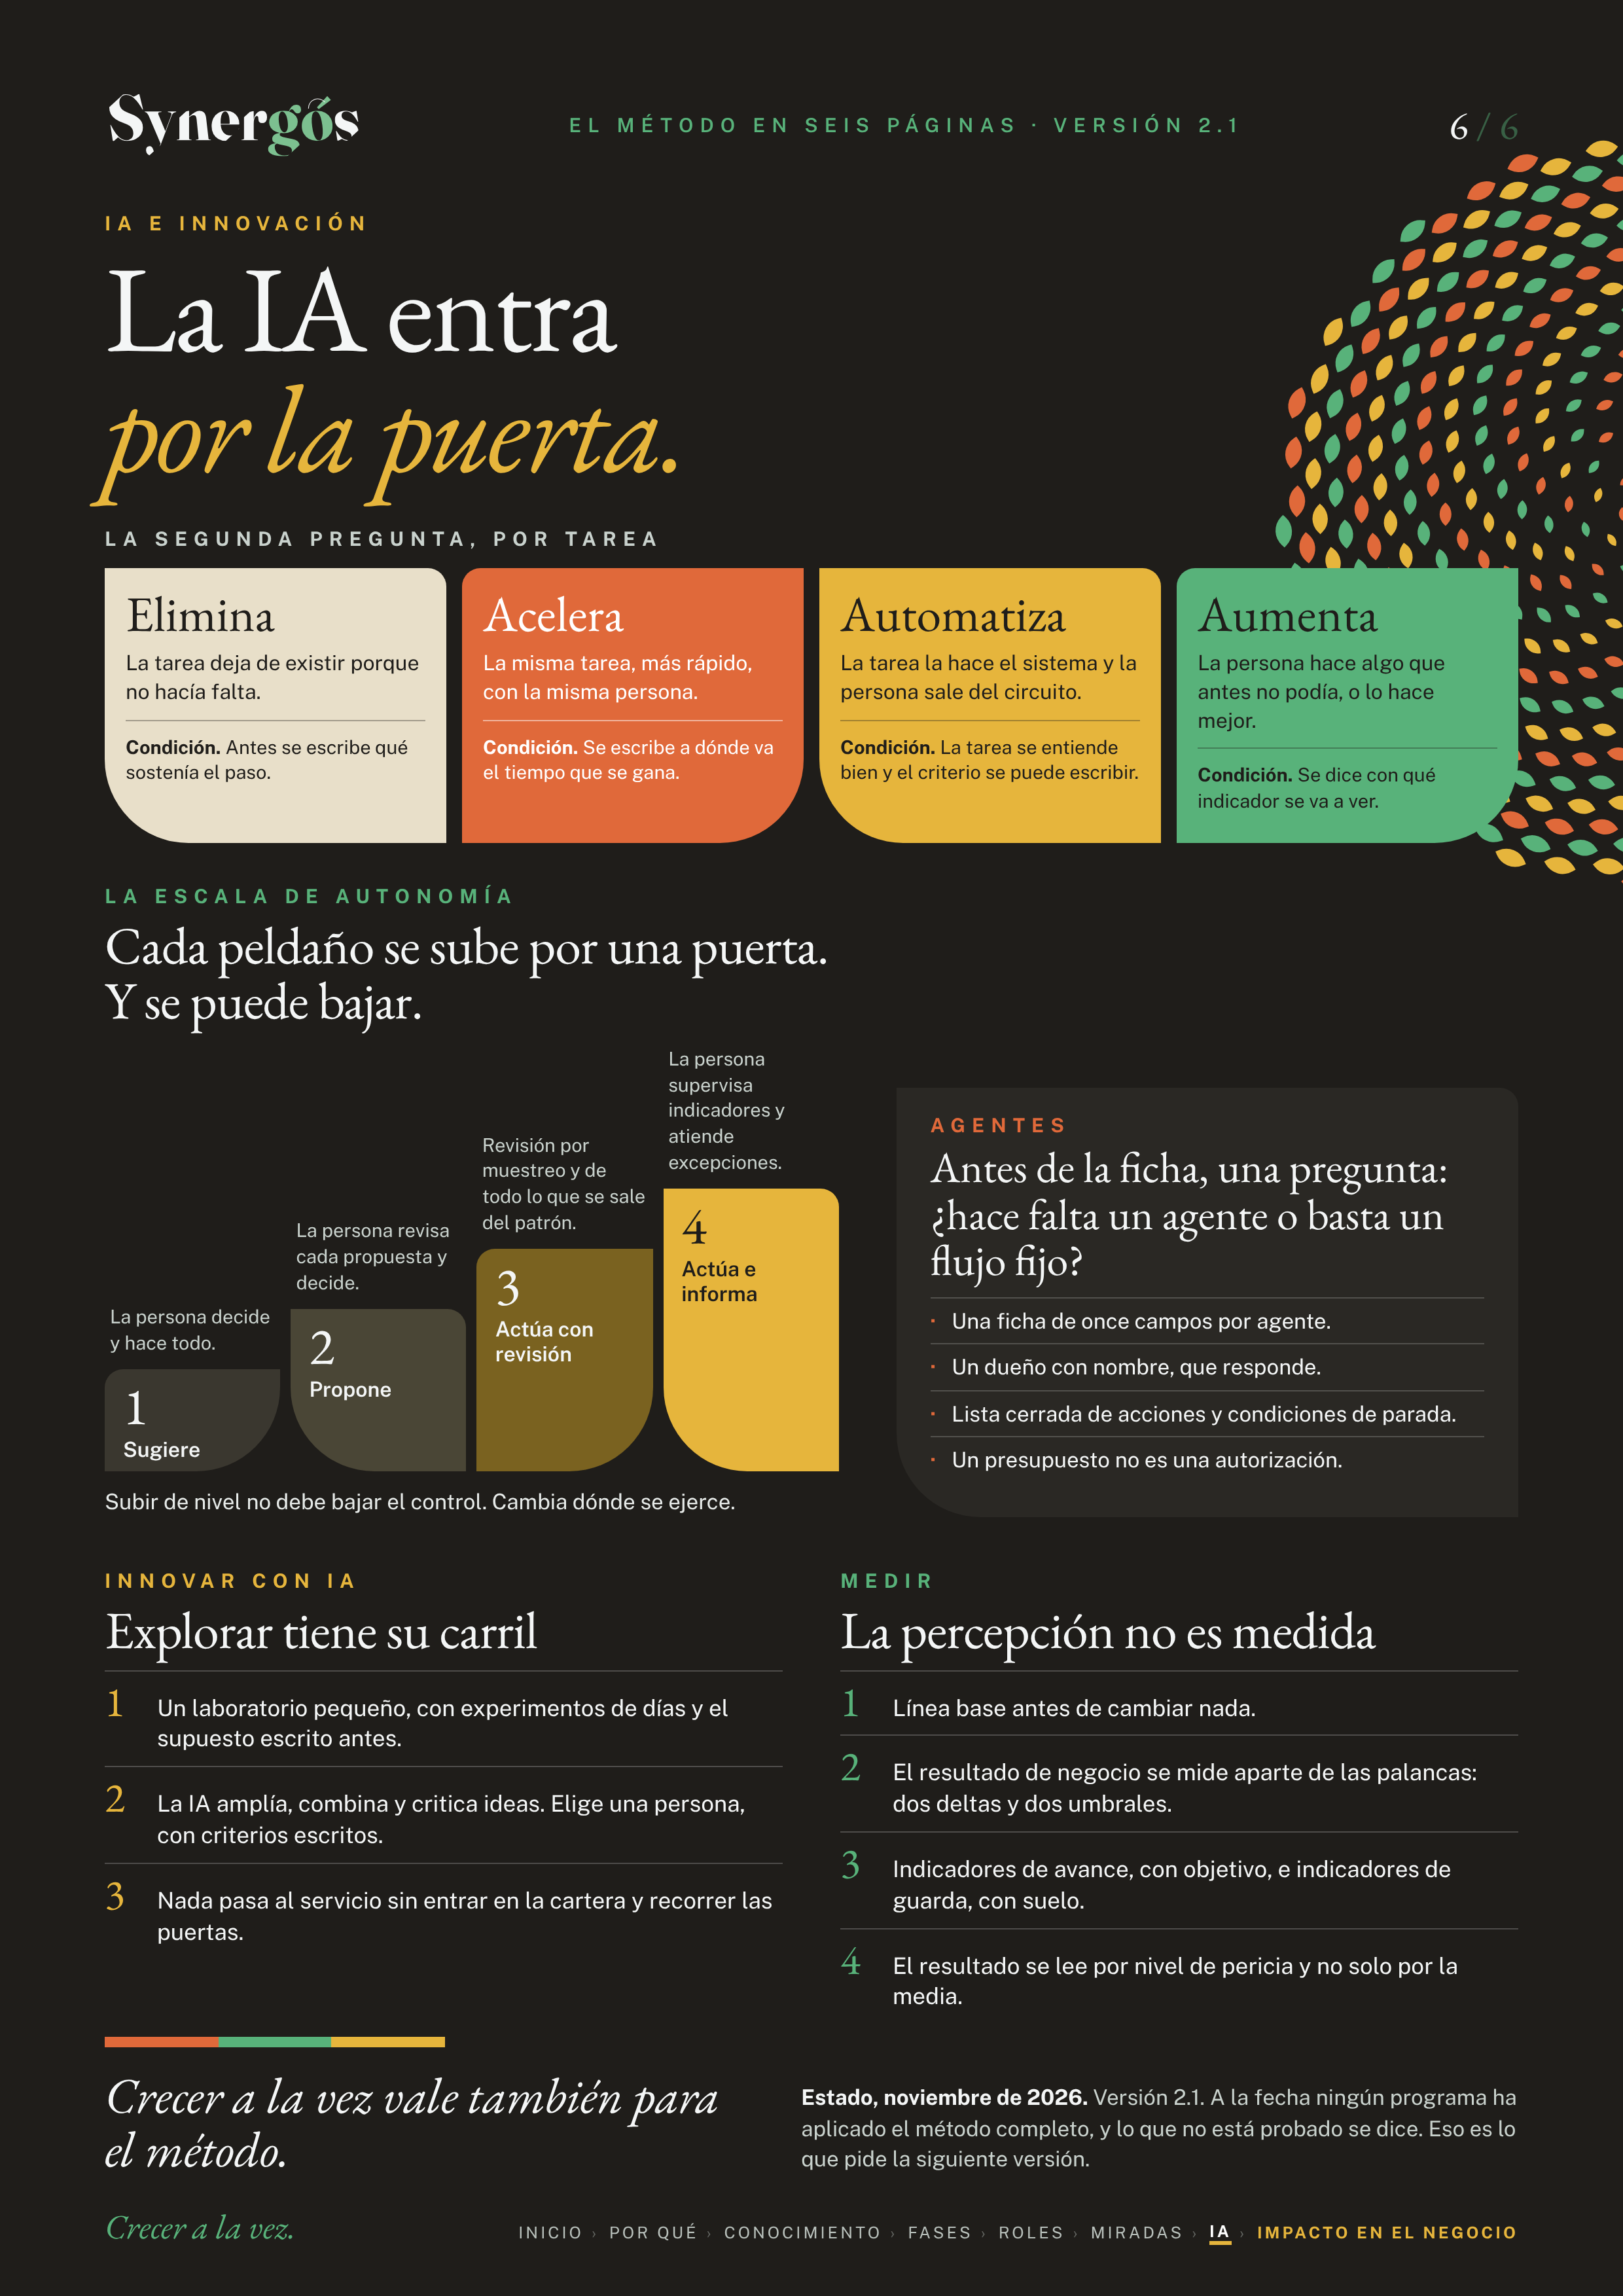 Synergós
EL MÉTODO EN SEIS PÁGINAS · VERSIÓN 2.1
6 / 6
IA E INNOVACIÓN
La IA entra
por la puerta.
LA SEGUNDA PREGUNTA, POR TAREA
Elimina
La tarea deja de existir porque
no hacía falta.
Condición. Antes se escribe qué
sostenía el paso.
Acelera
La misma tarea, más rápido,
con la misma persona.
Condición. Se escribe a dónde va
el tiempo que se gana.
Automatiza
La tarea la hace el sistema y la
persona sale del circuito.
Condición. La tarea se entiende
bien y el criterio se puede escribir.
Aumenta
La persona hace algo que
antes no podía, o lo hace
mejor.
Condición. Se dice con qué
indicador se va a ver.
LA ESCALA DE AUTONOMÍA
Cada peldaño se sube por una puerta.
Y se puede bajar.
La persona decide
y hace todo.
1
Sugiere
La persona revisa
cada propuesta y
decide.
2
Propone
Revisión por
muestreo y de
todo lo que se sale
del patrón.
3
Actúa con
revisión
La persona
supervisa
indicadores y
atiende
excepciones.
4
Actúa e
informa
Subir de nivel no debe bajar el control. Cambia dónde se ejerce.
AGENTES
Antes de la ficha, una pregunta:
¿hace falta un agente o basta un
flujo fijo?
· Una ficha de once campos por agente.
· Un dueño con nombre, que responde.
· Lista cerrada de acciones y condiciones de parada.
· Un presupuesto no es una autorización.
INNOVAR CON IA
Explorar tiene su carril
1 Un laboratorio pequeño, con experimentos de días y el
supuesto escrito antes.
2 La IA amplía, combina y critica ideas. Elige una persona,
con criterios escritos.
3 Nada pasa al servicio sin entrar en la cartera y recorrer las
puertas.
MEDIR
La percepción no es medida
1 Línea base antes de cambiar nada.
2 El resultado de negocio se mide aparte de las palancas:
dos deltas y dos umbrales.
3 Indicadores de avance, con objetivo, e indicadores de
guarda, con suelo.
4 El resultado se lee por nivel de pericia y no solo por la
media.
Crecer a la vez vale también para
el método.
Estado, noviembre de 2026. Versión 2.1. A la fecha ningún programa ha
aplicado el método completo, y lo que no está probado se dice. Eso es lo
que pide la siguiente versión.
Crecer a la vez.
INICIO › POR QUÉ › CONOCIMIENTO › FASES › ROLES › MIRADAS › IA › IMPACTO EN EL NEGOCIO